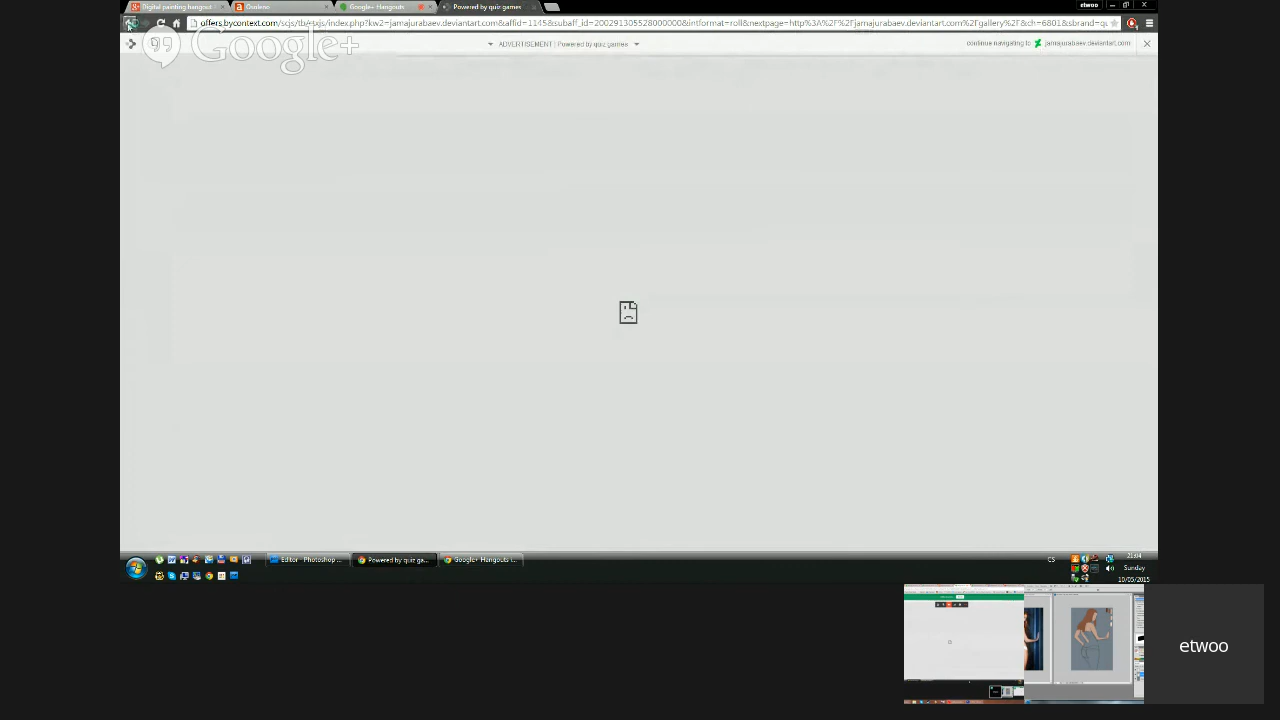 Digital painting hangout
Ósoleno
Google+ Hangouts
Powered by quiz games
etwoo
offers.bycontext.com/scjs/tb/+xjs/index.php?kw2=jamajurabaev.deviantart.com&affid=1145&subaff_id=200291305528000000&intformat=roll&nextpage=http%3A%2F%2Fjamajurabaev.deviantart.com%2Fgallery%2F&ch=6801&sbrand=qu
Google+
ADVERTISEMENT | Powered by quiz games
continue navigating to jamajurabaev.deviantart.com
Editor - Photoshop ...
Powered by quiz ga...
Google+ Hangouts i...
CS
21:04
Sunday
10/05/2015
etwoo